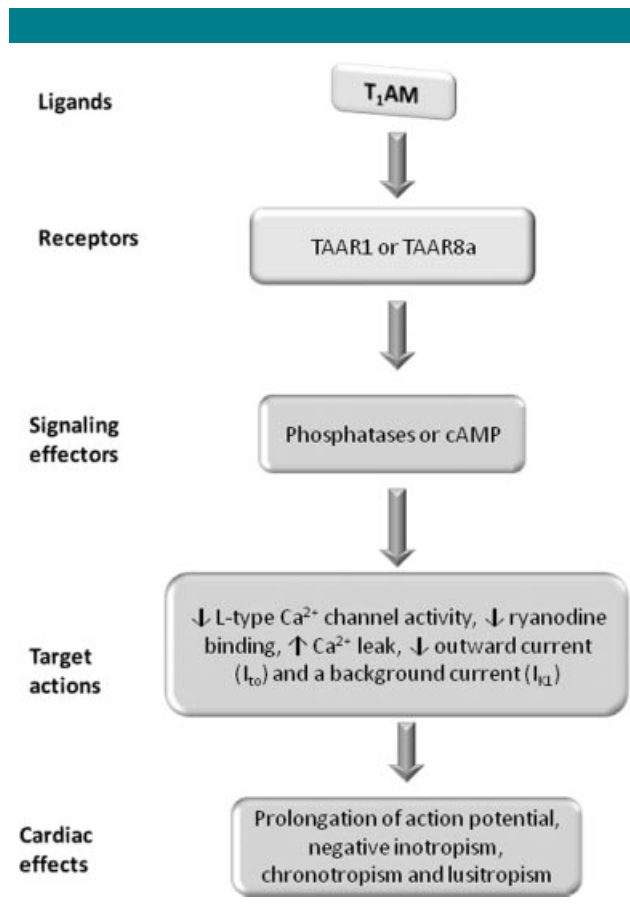 Ligands
T₁AM
Receptors
TAAR1 or TAAR8a
Signaling
effectors
Phosphatases or cAMP
Target
actions
↓ L-type Ca²⁺ channel activity, ↓ ryanodine
binding, ↑ Ca²⁺ leak, ↓ outward current
(Iₜₒ) and a background current (I_K1)
Cardiac
effects
Prolongation of action potential,
negative inotropism,
chronotropism and lusitropism